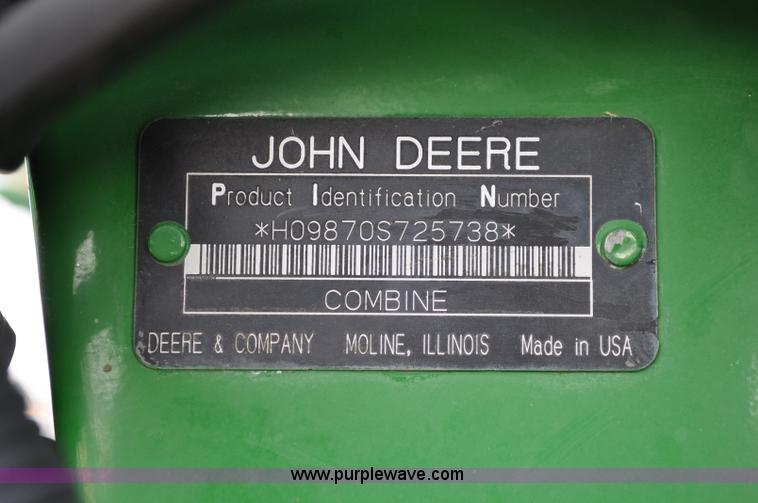 JOHN DEERE
Product Identification Number
*H09870S725738*
COMBINE
DEERE & COMPANY MOLINE, ILLINOIS Made in USA
www.purplewave.com